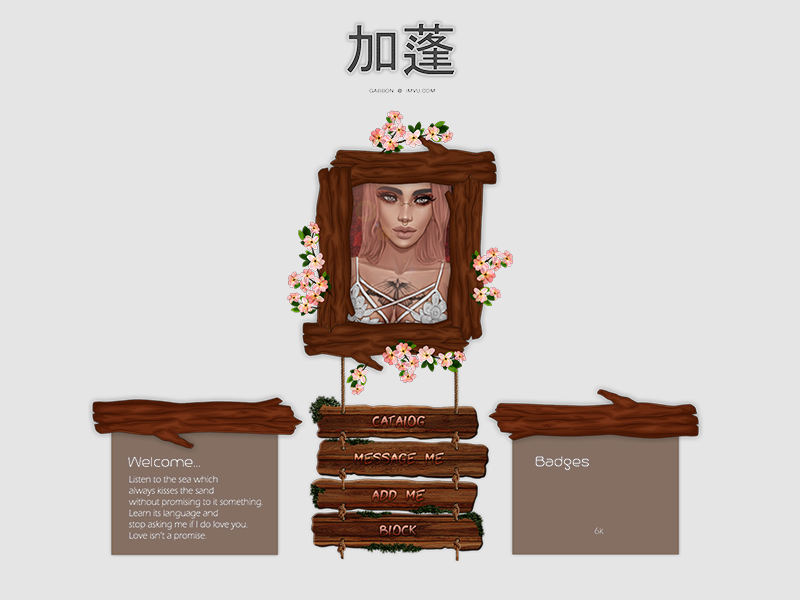 加蓬
GABBON @ IMVU.COM
CATALOG
MESSAGE ME
ADD ME
BLOCK
Welcome...
Listen to the sea which
always kisses the sand
without promising to it something.
Learn its language and
stop asking me if I do love you.
Love isn't a promise.
Badges
6k